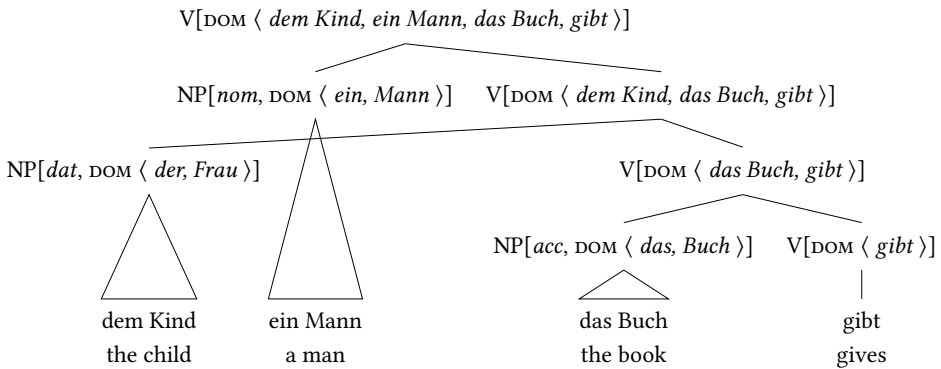 V[DOM ⟨ dem Kind, ein Mann, das Buch, gibt ⟩]
NP[nom, DOM ⟨ ein, Mann ⟩] V[DOM ⟨ dem Kind, das Buch, gibt ⟩]
NP[dat, DOM ⟨ der, Frau ⟩] V[DOM ⟨ das Buch, gibt ⟩]
NP[acc, DOM ⟨ das, Buch ⟩] V[DOM ⟨ gibt ⟩]
dem Kind ein Mann das Buch gibt
the child a man the book gives